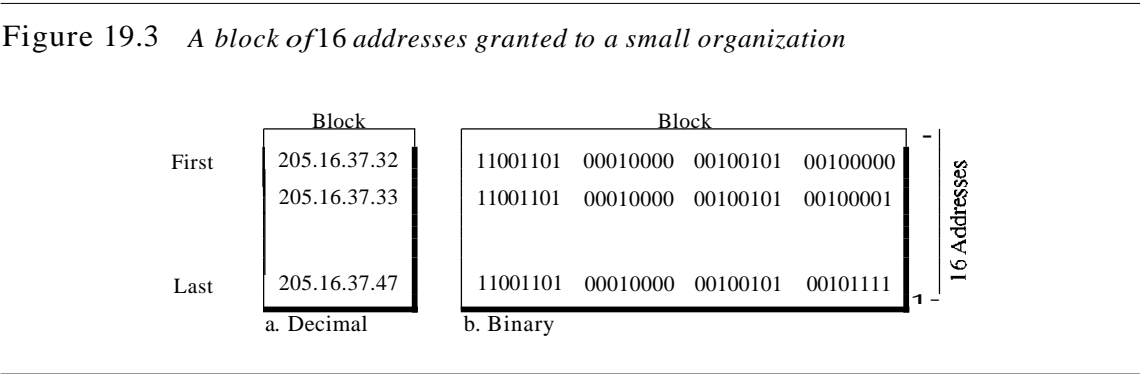 Figure 19.3 A block of 16 addresses granted to a small organization
Block Block
First 205.16.37.32 11001101 00010000 00100101 00100000
205.16.37.33 11001101 00010000 00100101 00100001
Last 205.16.37.47 11001101 00010000 00100101 00101111
16 Addresses
a. Decimal b. Binary